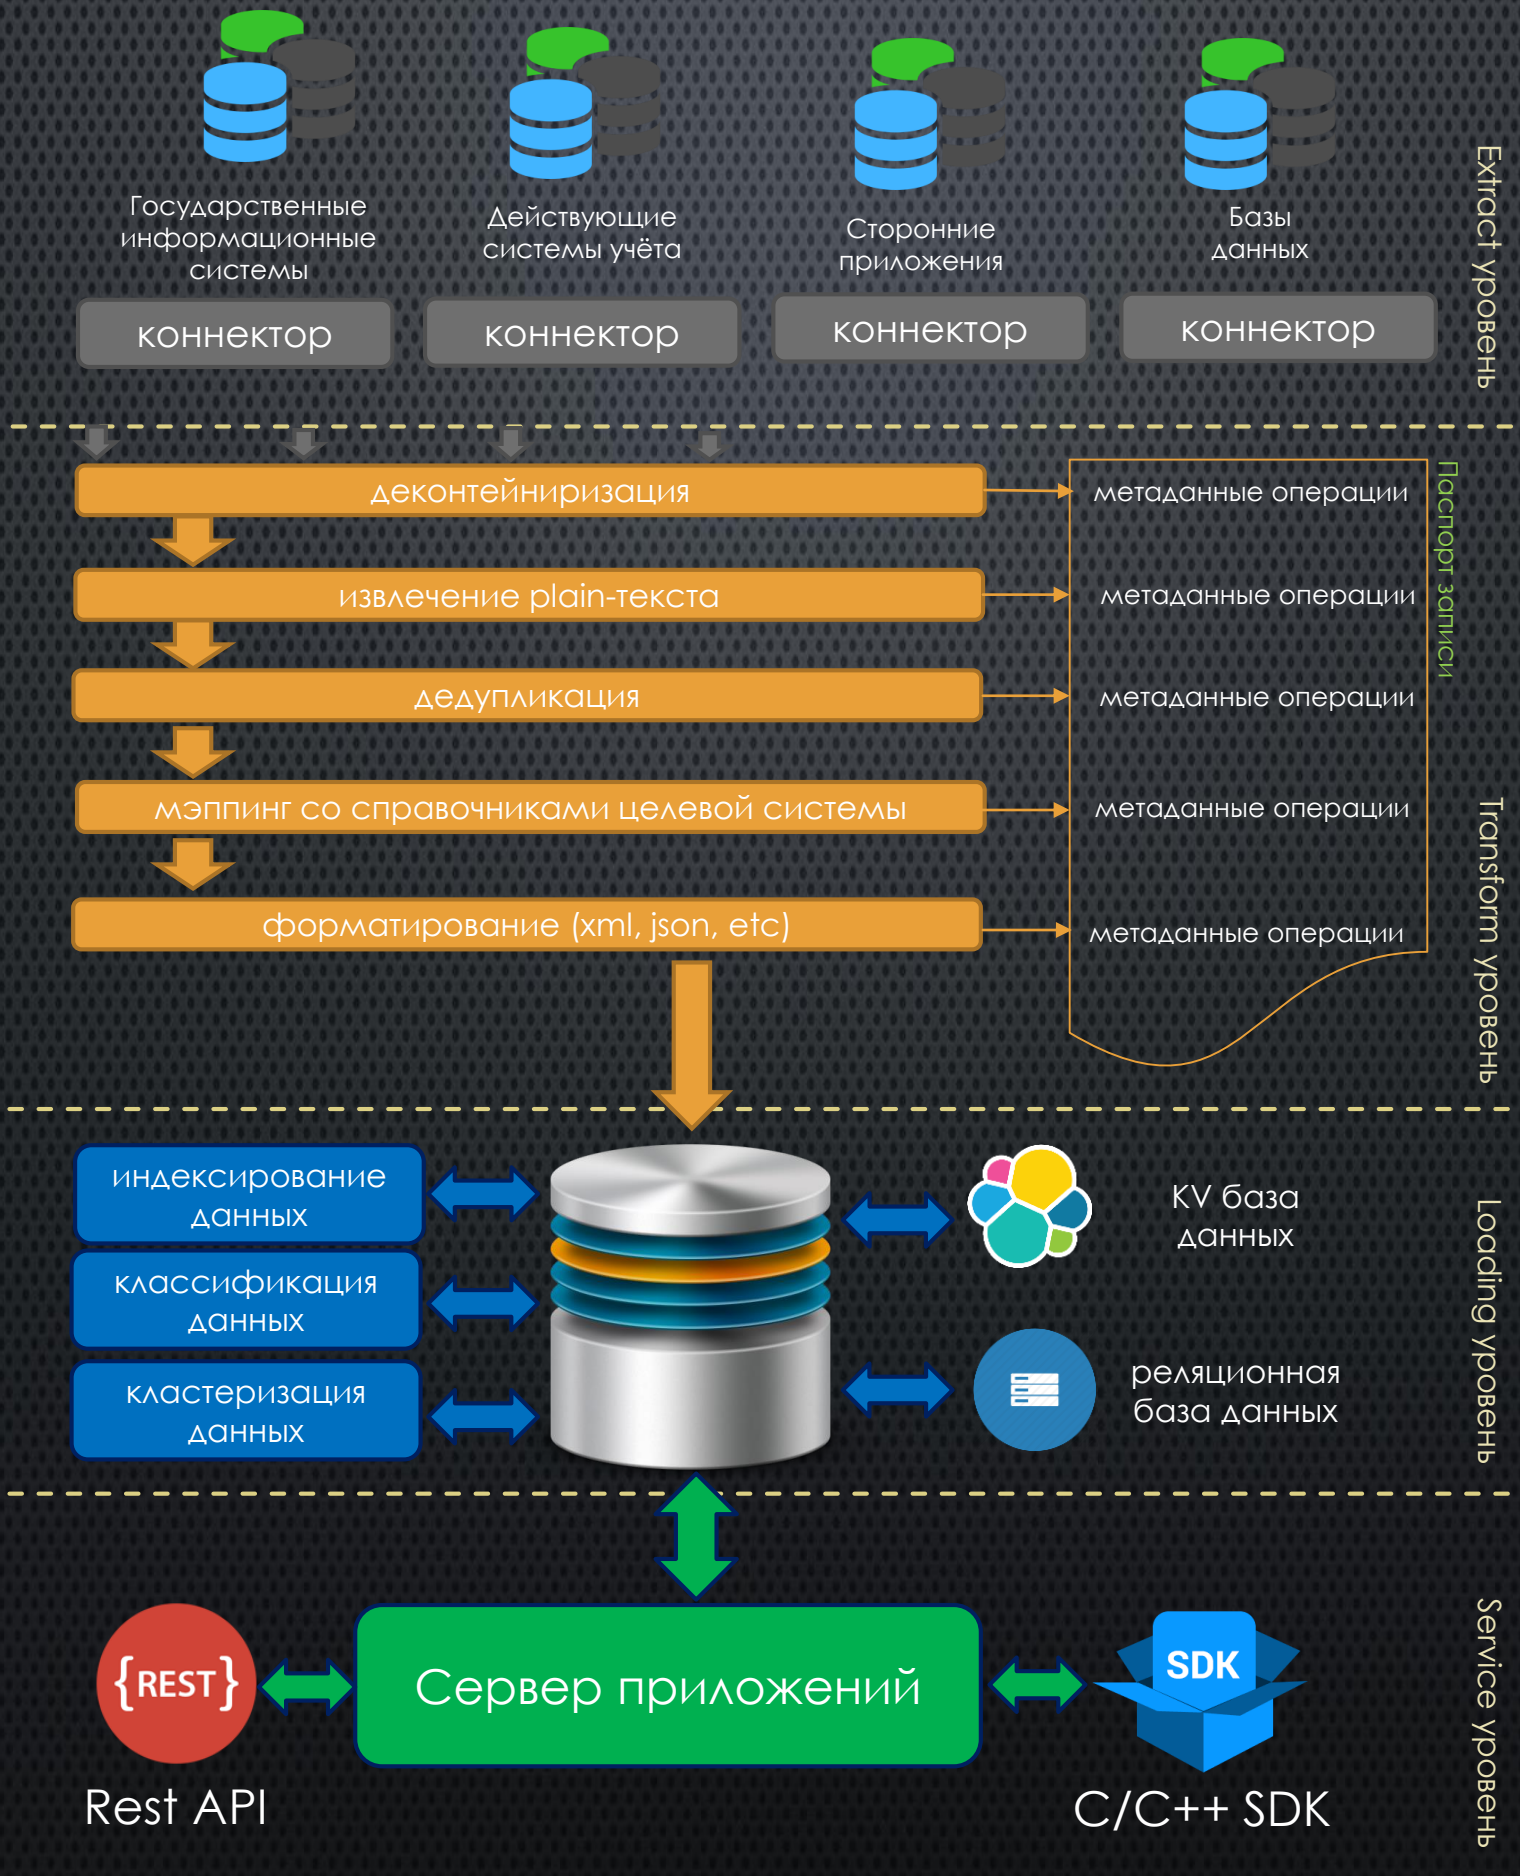 Государственные
информационные
системы
Действующие
системы учёта
Сторонние
приложения
Базы
данных
коннектор
коннектор
коннектор
коннектор
Extract уровень
деконтейниризация
метаданные операции
извлечение plain-текста
метаданные операции
дедупликация
метаданные операции
мэппинг со справочниками целевой системы
метаданные операции
форматирование (xml, json, etc)
метаданные операции
Паспорт записи
Transform уровень
индексирование
данных
классификация
данных
кластеризация
данных
KV база
данных
реляционная
база данных
Loading уровень
{REST}
Сервер приложений
SDK
Rest API
C/C++ SDK
Service уровень